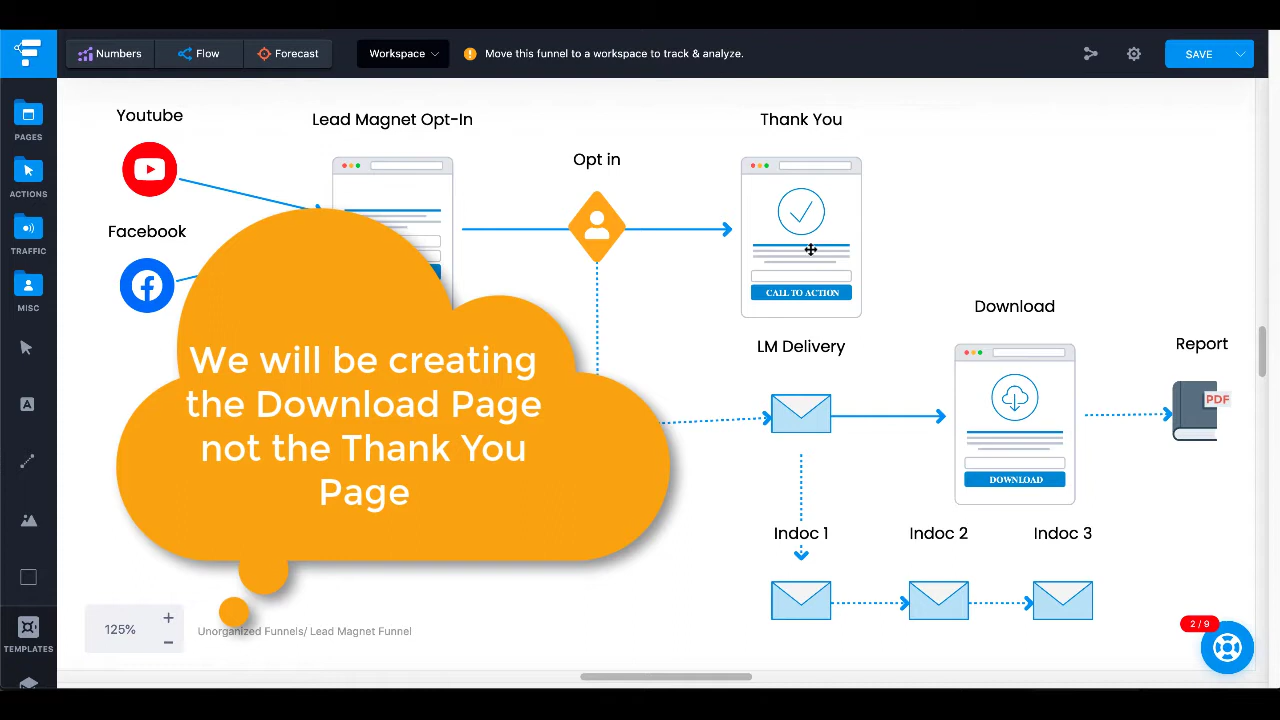 Numbers
Flow
Forecast
Workspace
Move this funnel to a workspace to track & analyze.
SAVE
PAGES
ACTIONS
TRAFFIC
MISC
TEMPLATES
Youtube
Lead Magnet Opt-In
Thank You
Opt in
Facebook
CALL TO ACTION
Download
LM Delivery
Report
PDF
DOWNLOAD
We will be creating
the Download Page
not the Thank You
Page
Indoc 1
Indoc 2
Indoc 3
125%
Unorganized Funnels/ Lead Magnet Funnel
2 / 9